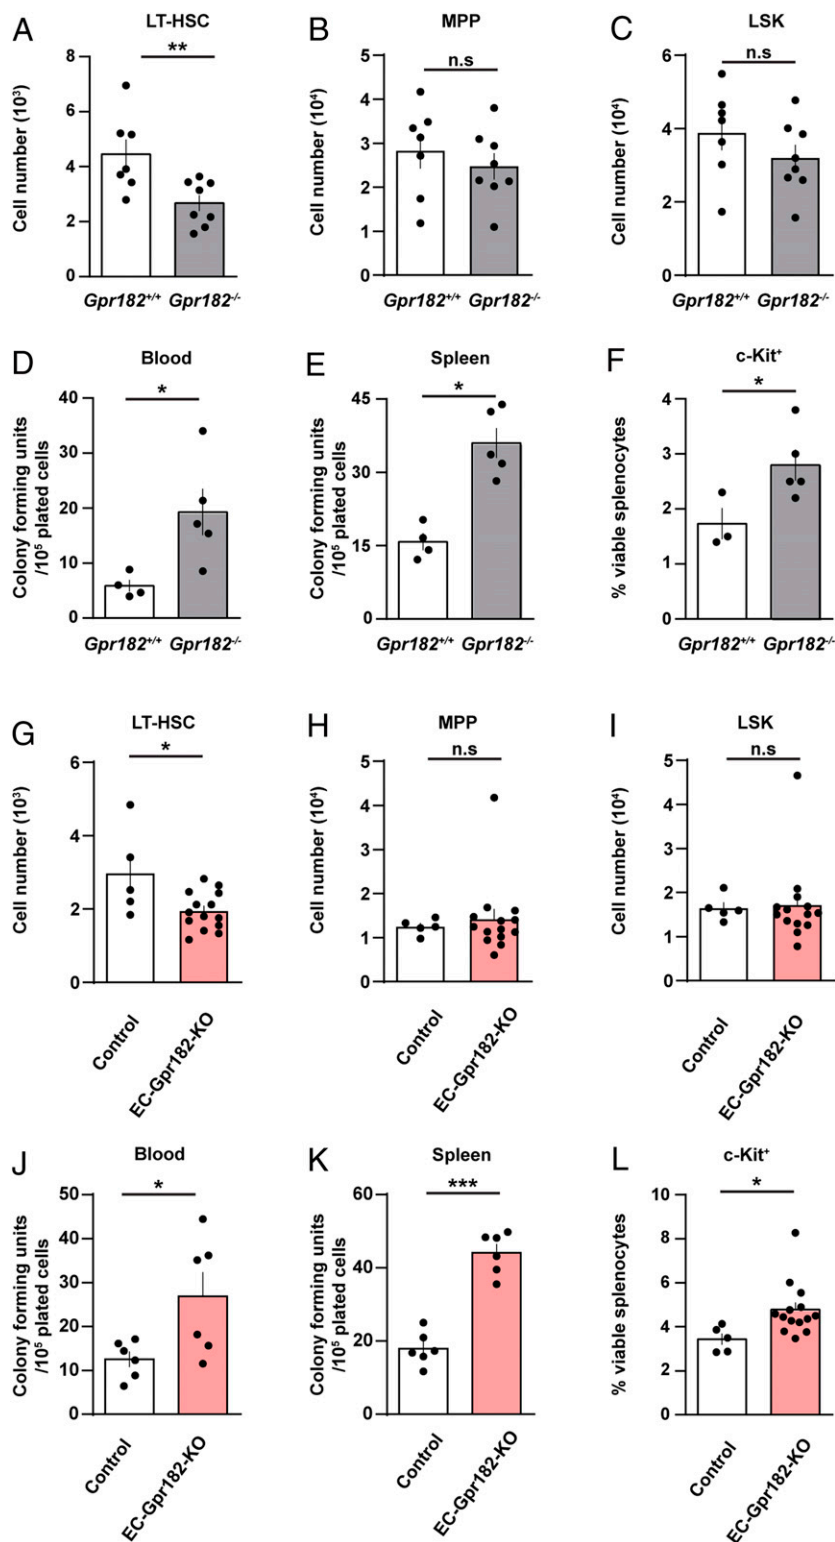 A
LT-HSC
**
Cell number (10³)
8
6
4
2
0
Gpr182⁺/⁺ Gpr182⁻/⁻
B
MPP
n.s
Cell number (10⁴)
5
4
3
2
1
0
Gpr182⁺/⁺ Gpr182⁻/⁻
C
LSK
n.s
Cell number (10⁴)
6
4
2
0
Gpr182⁺/⁺ Gpr182⁻/⁻
D
Blood
*
Colony forming units
/10⁵ plated cells
40
30
20
10
0
Gpr182⁺/⁺ Gpr182⁻/⁻
E
Spleen
*
Colony forming units
/10⁵ plated cells
45
30
15
0
Gpr182⁺/⁺ Gpr182⁻/⁻
F
c-Kit⁺
*
% viable splenocytes
4
3
2
1
0
Gpr182⁺/⁺ Gpr182⁻/⁻
G
LT-HSC
*
Cell number (10³)
6
4
2
0
Control
EC-Gpr182-KO
H
MPP
n.s
Cell number (10⁴)
5
4
3
2
1
0
Control
EC-Gpr182-KO
I
LSK
n.s
Cell number (10⁴)
5
4
3
2
1
0
Control
EC-Gpr182-KO
J
Blood
*
Colony forming units
/10⁵ plated cells
50
40
30
20
10
0
Control
EC-Gpr182-KO
K
Spleen
***
Colony forming units
/10⁵ plated cells
60
40
20
0
Control
EC-Gpr182-KO
L
c-Kit⁺
*
% viable splenocytes
10
8
6
4
2
0
Control
EC-Gpr182-KO